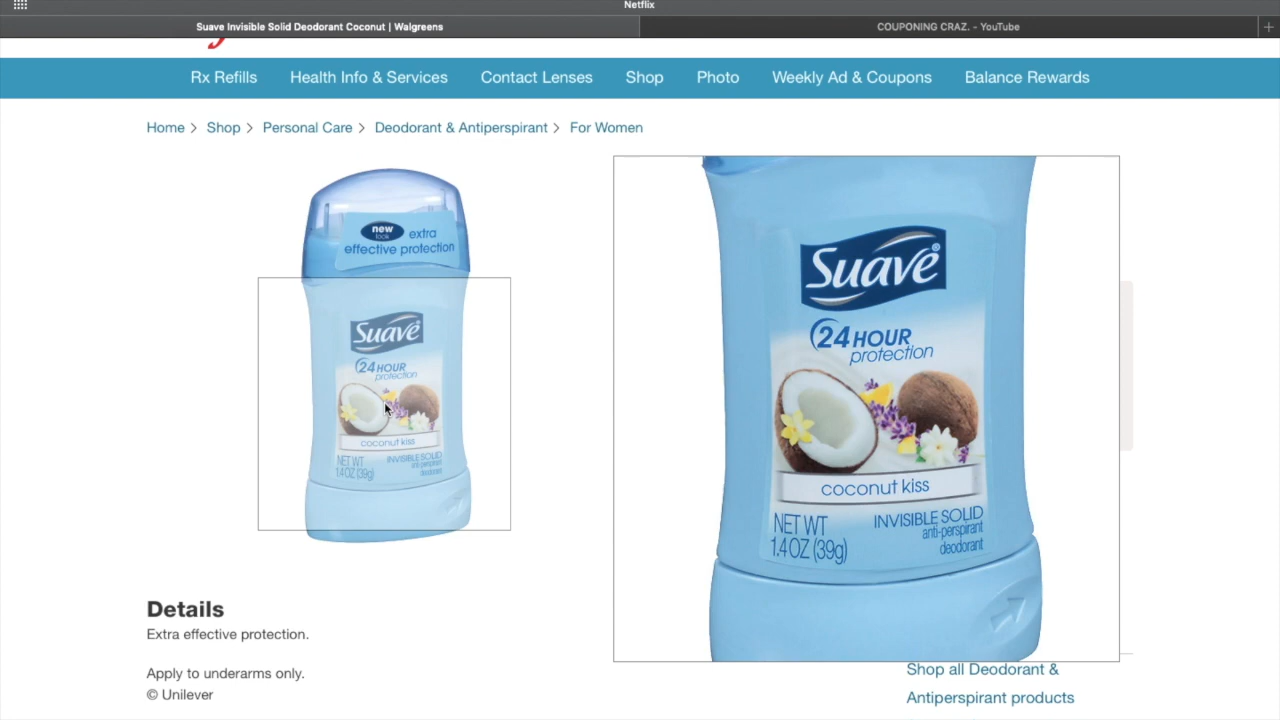 Netflix
Suave Invisible Solid Deodorant Coconut | Walgreens
COUPONING CRAZ. - YouTube
Rx Refills
Health Info & Services
Contact Lenses
Shop
Photo
Weekly Ad & Coupons
Balance Rewards
Home > Shop > Personal Care > Deodorant & Antiperspirant > For Women
new
look
extra
effective protection
Suave
24 HOUR
protection
coconut kiss
NET WT
1.4 OZ (39g)
INVISIBLE SOLID
anti-perspirant
deodorant
Suave®
24 HOUR
protection
coconut kiss
NET WT
1.4 OZ (39g)
INVISIBLE SOLID
anti-perspirant
deodorant
Details
Extra effective protection.
Apply to underarms only.
© Unilever
Shop all Deodorant &
Antiperspirant products